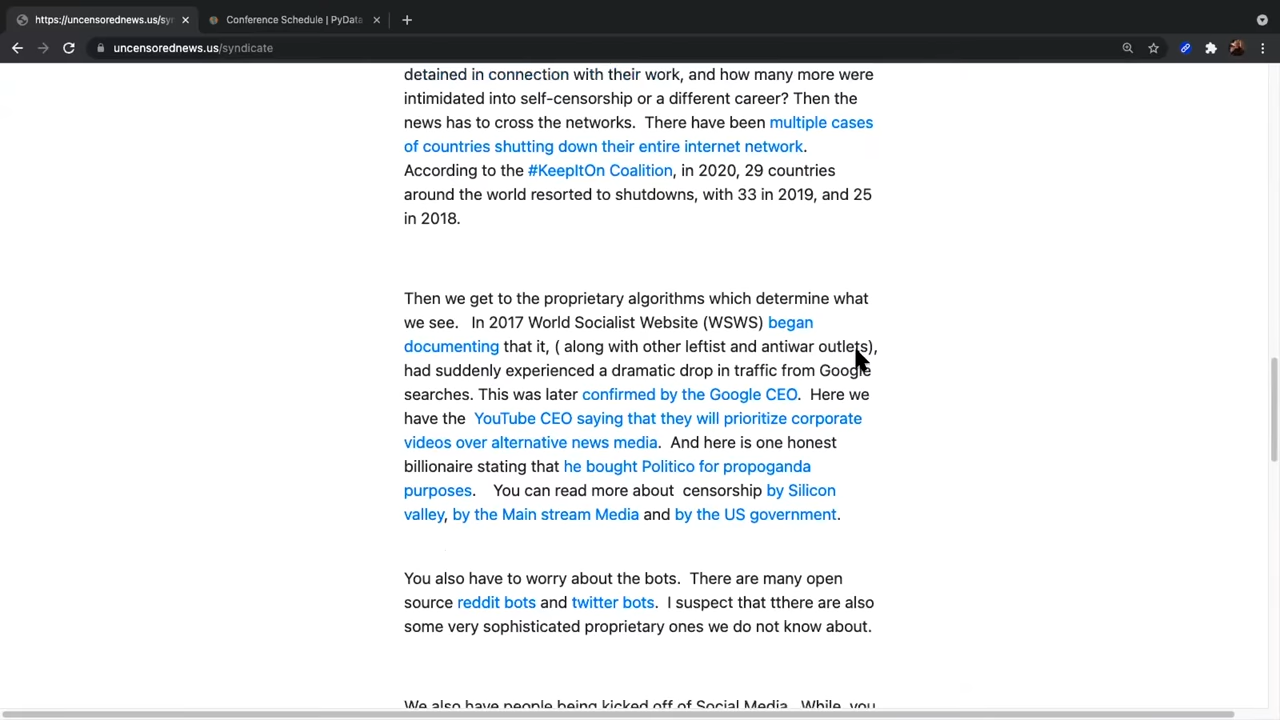 https://uncensorednews.us/sy
Conference Schedule | PyData
uncensorednews.us/syndicate
detained in connection with their work, and how many more were
intimidated into self-censorship or a different career? Then the
news has to cross the networks.  There have been multiple cases
of countries shutting down their entire internet network.
According to the #KeepItOn Coalition, in 2020, 29 countries
around the world resorted to shutdowns, with 33 in 2019, and 25
in 2018.
Then we get to the proprietary algorithms which determine what
we see.   In 2017 World Socialist Website (WSWS) began
documenting that it, ( along with other leftist and antiwar outlets),
had suddenly experienced a dramatic drop in traffic from Google
searches. This was later confirmed by the Google CEO.  Here we
have the  YouTube CEO saying that they will prioritize corporate
videos over alternative news media.  And here is one honest
billionaire stating that he bought Politico for propoganda
purposes.    You can read more about  censorship by Silicon
valley, by the Main stream Media and by the US government.
You also have to worry about the bots.  There are many open
source reddit bots and twitter bots.  I suspect that tthere are also
some very sophisticated proprietary ones we do not know about.
We also have people being kicked off of Social Media.  While, you